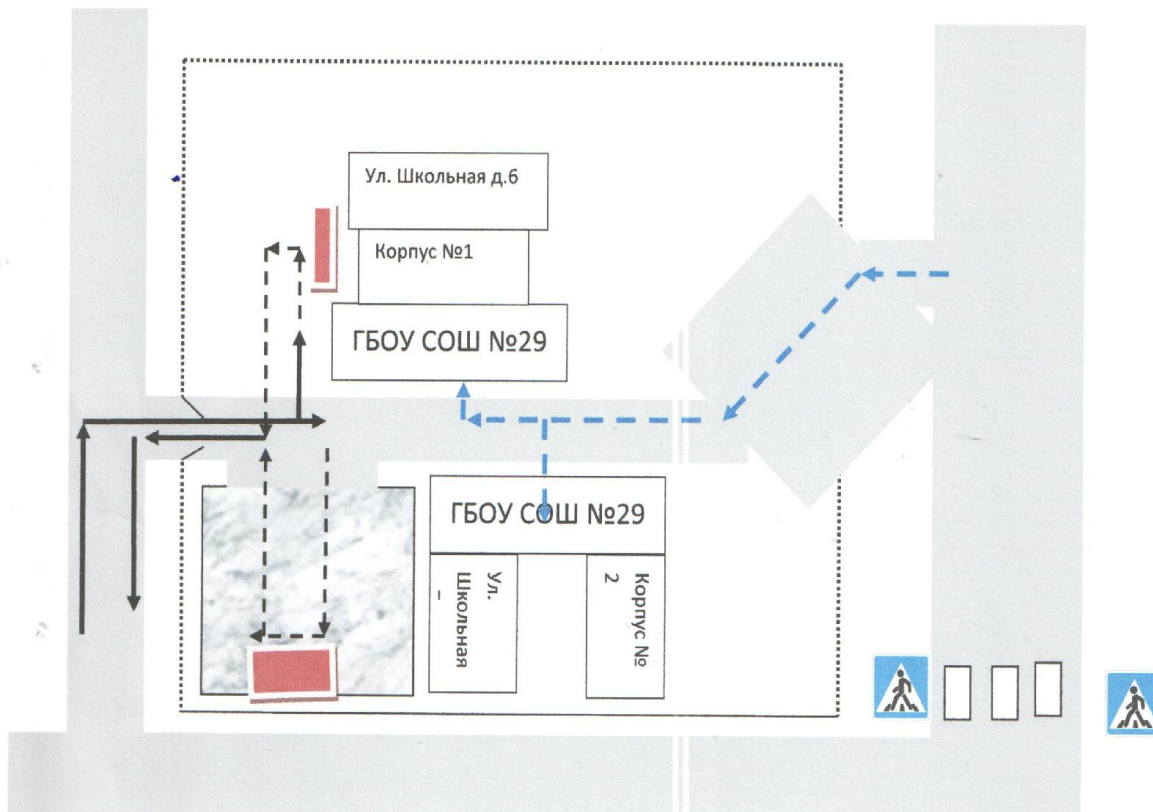 Ул. Школьная д.6
Корпус №1
ГБОУ СОШ №29
ГБОУ СОШ №29
Ул.
Школьная
–
Корпус №
2